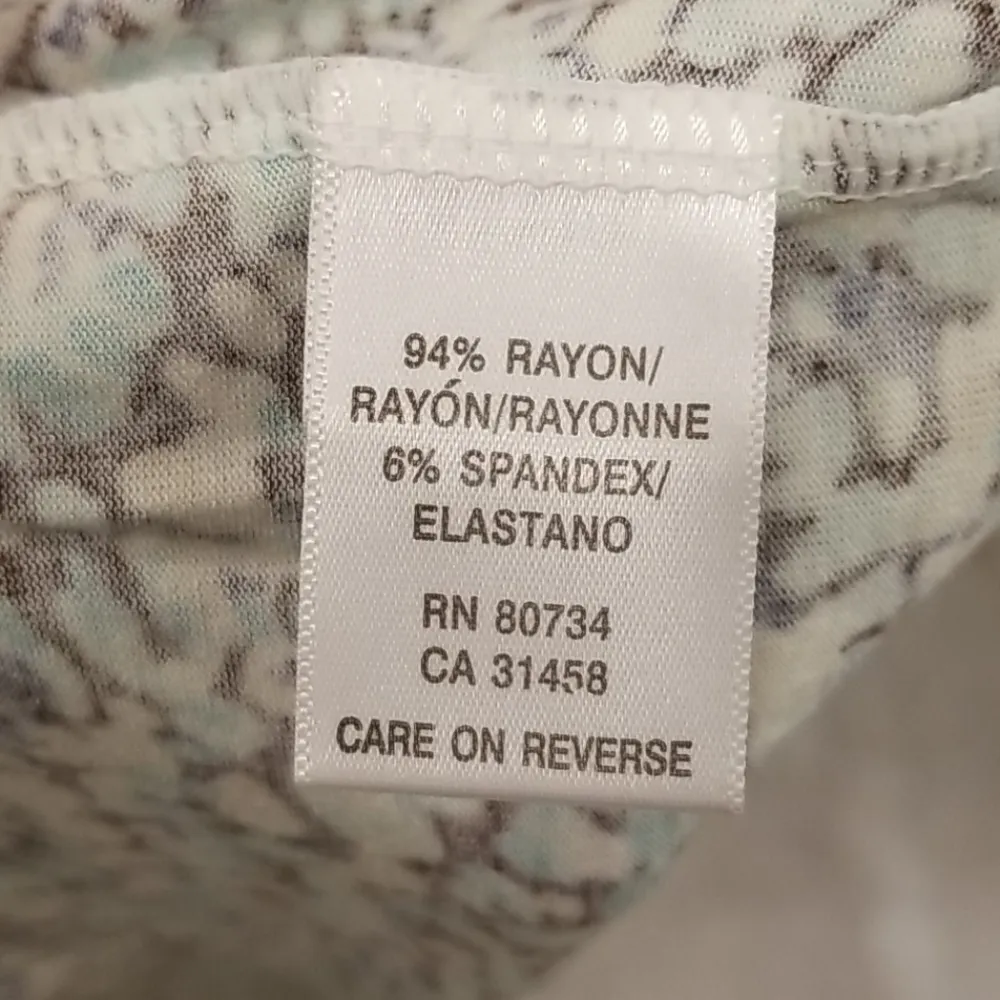 94% RAYON/
RAYÓN/RAYONNE
6% SPANDEX/
ELASTANO
RN 80734
CA 31458
CARE ON REVERSE